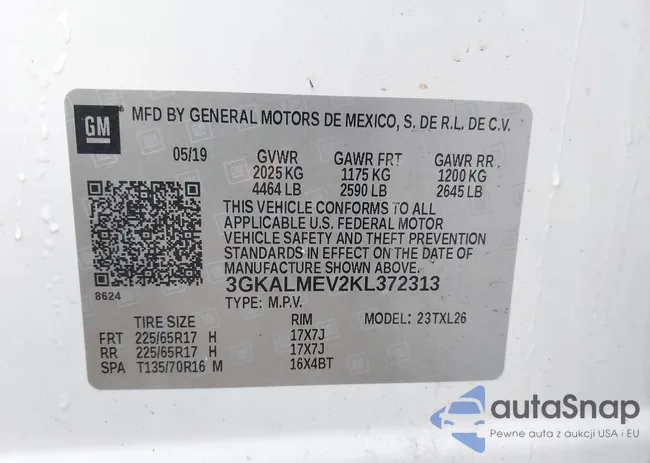 GM
®
MFD BY GENERAL MOTORS DE MEXICO, S. DE R.L. DE C.V.
05/19 GVWR GAWR FRT GAWR RR
2025 KG 1175 KG 1200 KG
4464 LB 2590 LB 2645 LB
THIS VEHICLE CONFORMS TO ALL
APPLICABLE U.S. FEDERAL MOTOR
VEHICLE SAFETY AND THEFT PREVENTION
STANDARDS IN EFFECT ON THE DATE OF
MANUFACTURE SHOWN ABOVE.
8624
3GKALMEV2KL372313
TYPE: M.P.V.
TIRE SIZE RIM MODEL: 23TXL26
FRT 225/65R17 H 17X7J
RR 225/65R17 H 17X7J
SPA T135/70R16 M 16X4BT
autaSnap
Pewne auta z aukcji USA i EU